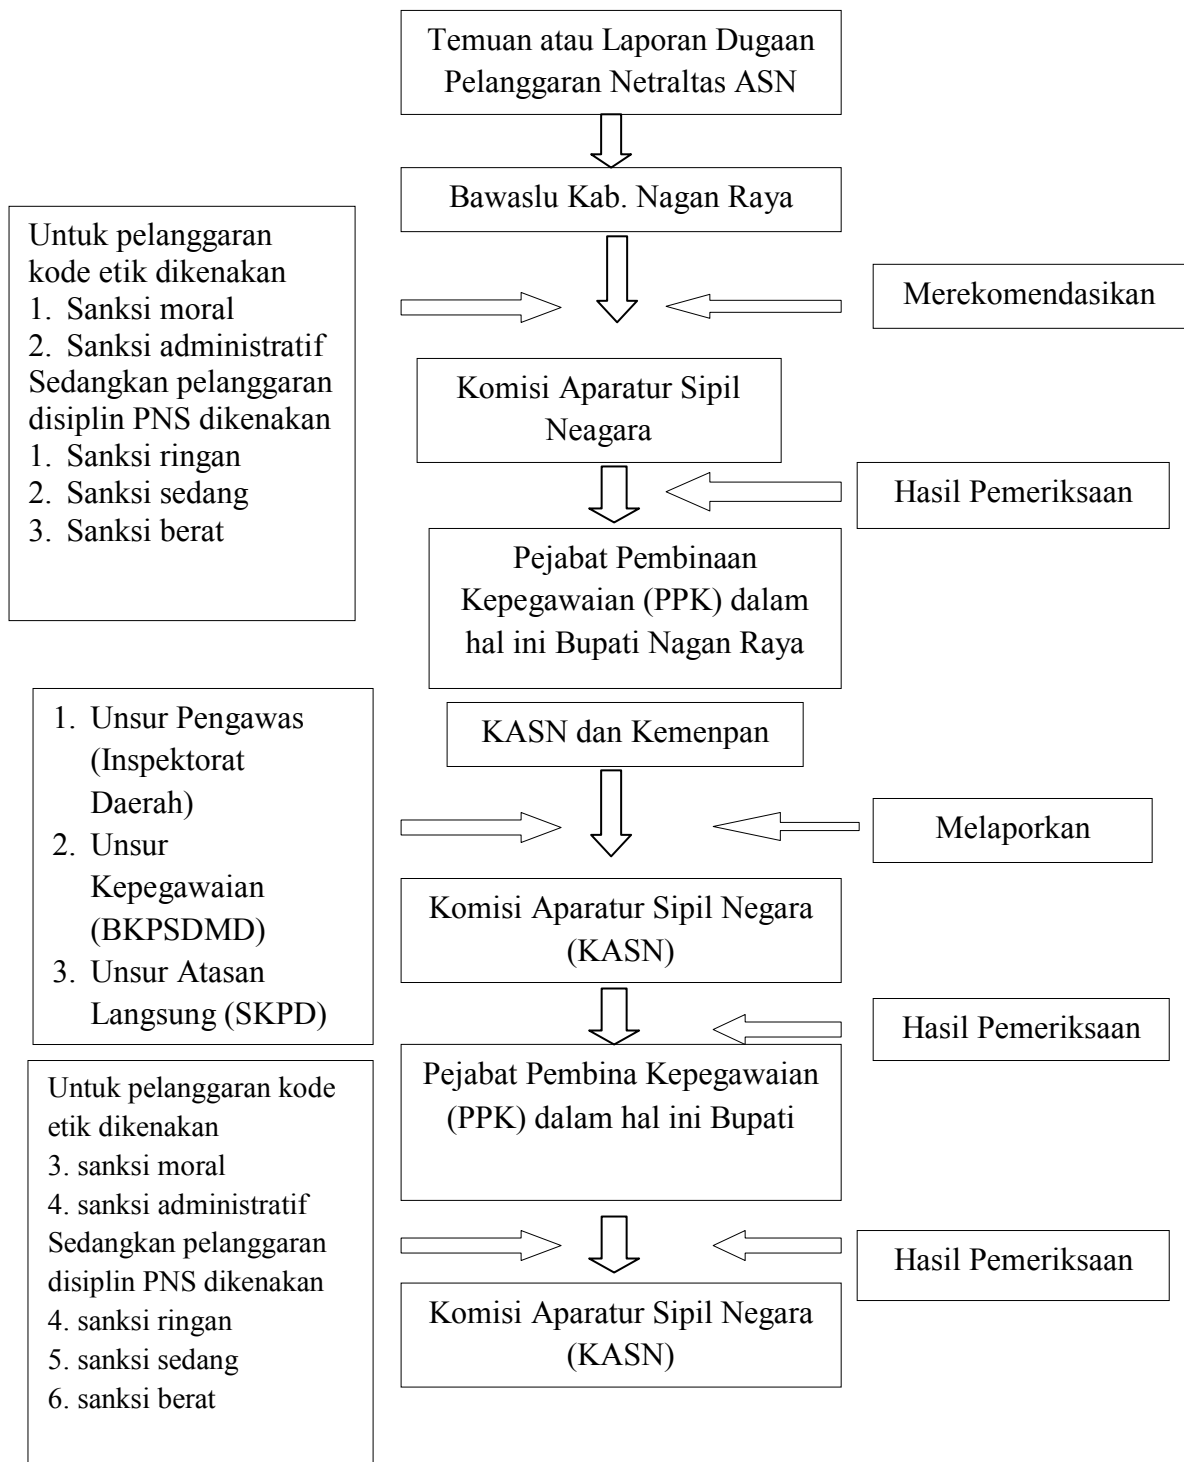 Temuan atau Laporan Dugaan
Pelanggaran Netraltas ASN
Bawaslu Kab. Nagan Raya
Untuk pelanggaran
kode etik dikenakan
1. Sanksi moral
2. Sanksi administratif
Sedangkan pelanggaran
disiplin PNS dikenakan
1. Sanksi ringan
2. Sanksi sedang
3. Sanksi berat
Merekomendasikan
Komisi Aparatur Sipil
Neagara
Hasil Pemeriksaan
Pejabat Pembinaan
Kepegawaian (PPK) dalam
hal ini Bupati Nagan Raya
1. Unsur Pengawas
(Inspektorat
Daerah)
2. Unsur
Kepegawaian
(BKPSDMD)
3. Unsur Atasan
Langsung (SKPD)
KASN dan Kemenpan
Melaporkan
Komisi Aparatur Sipil Negara
(KASN)
Hasil Pemeriksaan
Pejabat Pembina Kepegawaian
(PPK) dalam hal ini Bupati
Untuk pelanggaran kode
etik dikenakan
3. sanksi moral
4. sanksi administratif
Sedangkan pelanggaran
disiplin PNS dikenakan
4. sanksi ringan
5. sanksi sedang
6. sanksi berat
Hasil Pemeriksaan
Komisi Aparatur Sipil Negara
(KASN)